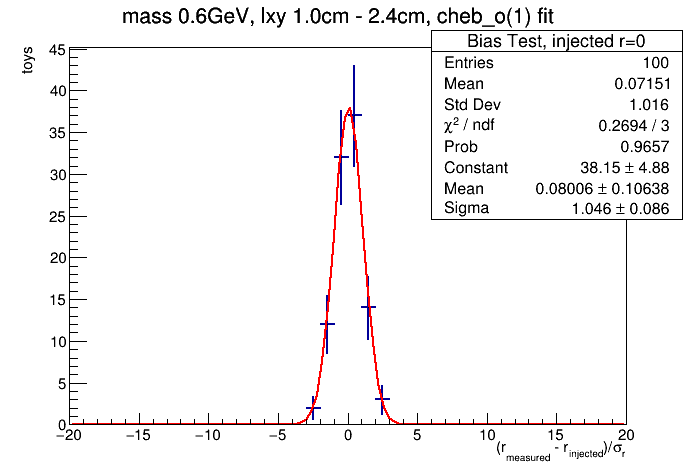 mass 0.6GeV, lxy 1.0cm - 2.4cm, cheb_o(1) fit
Bias Test, injected r=0
Entries 100
Mean 0.07151
Std Dev 1.016
χ² / ndf 0.2694 / 3
Prob 0.9657
Constant 38.15 ± 4.88
Mean 0.08006 ± 0.10638
Sigma 1.046 ± 0.086
toys
45
40
35
30
25
20
15
10
5
0
−20 −15 −10 −5 0 5 10 15 20
(r_measured - r_injected)/σ_r